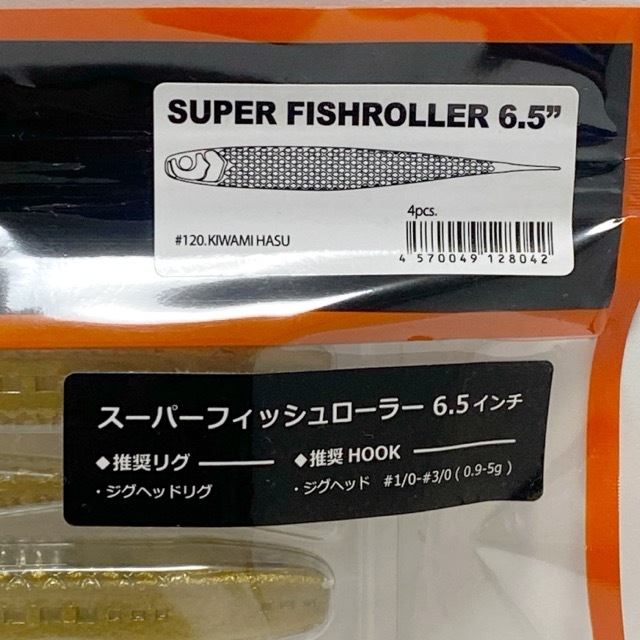 SUPER FISHROLLER 6.5”
#120.KIWAMI HASU
4pcs.
4 570049 128042
スーパーフィッシュローラー 6.5インチ
◆推奨リグ
◆推奨 HOOK
・ジグヘッドリグ
・ジグヘッド #1/0-#3/0 ( 0.9-5g )